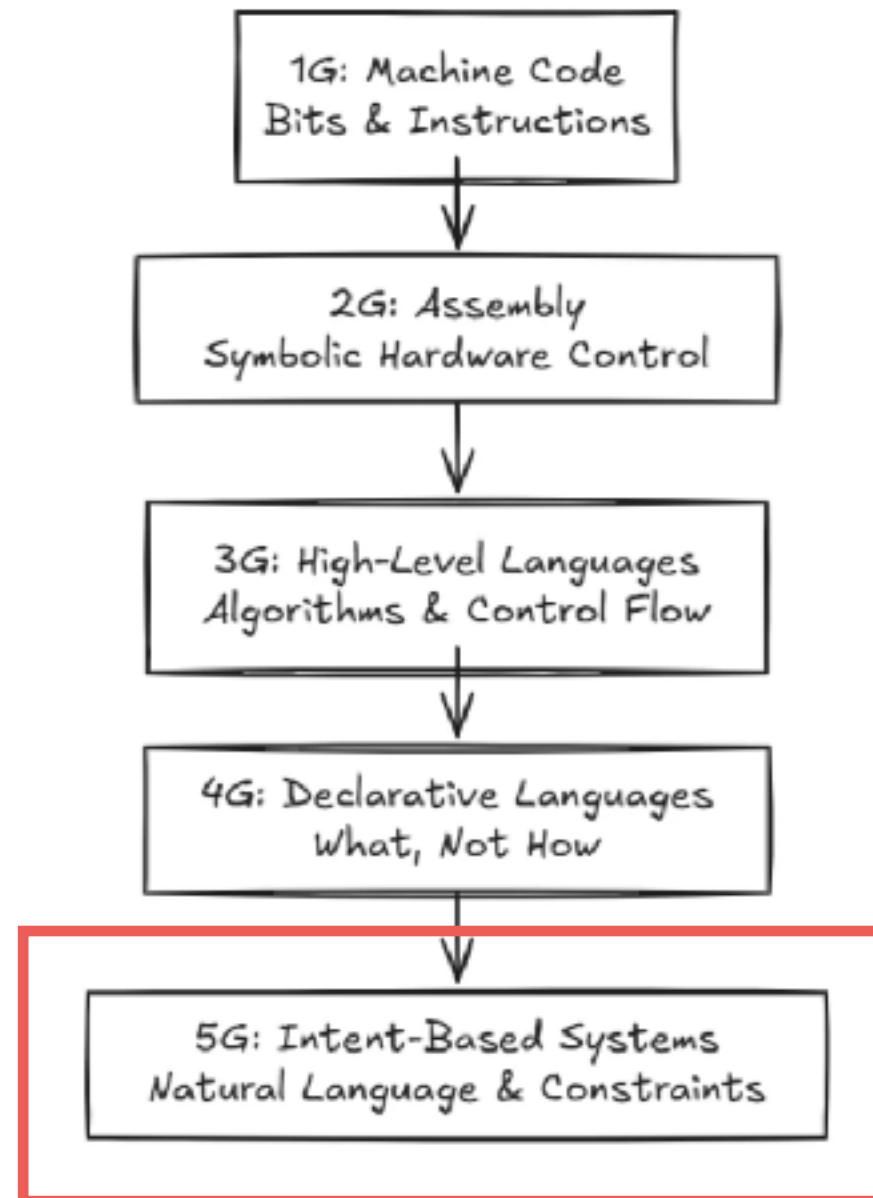 1G: Machine Code
Bits & Instructions
2G: Assembly
Symbolic Hardware Control
3G: High-Level Languages
Algorithms & Control Flow
4G: Declarative Languages
What, Not How
5G: Intent-Based Systems
Natural Language & Constraints